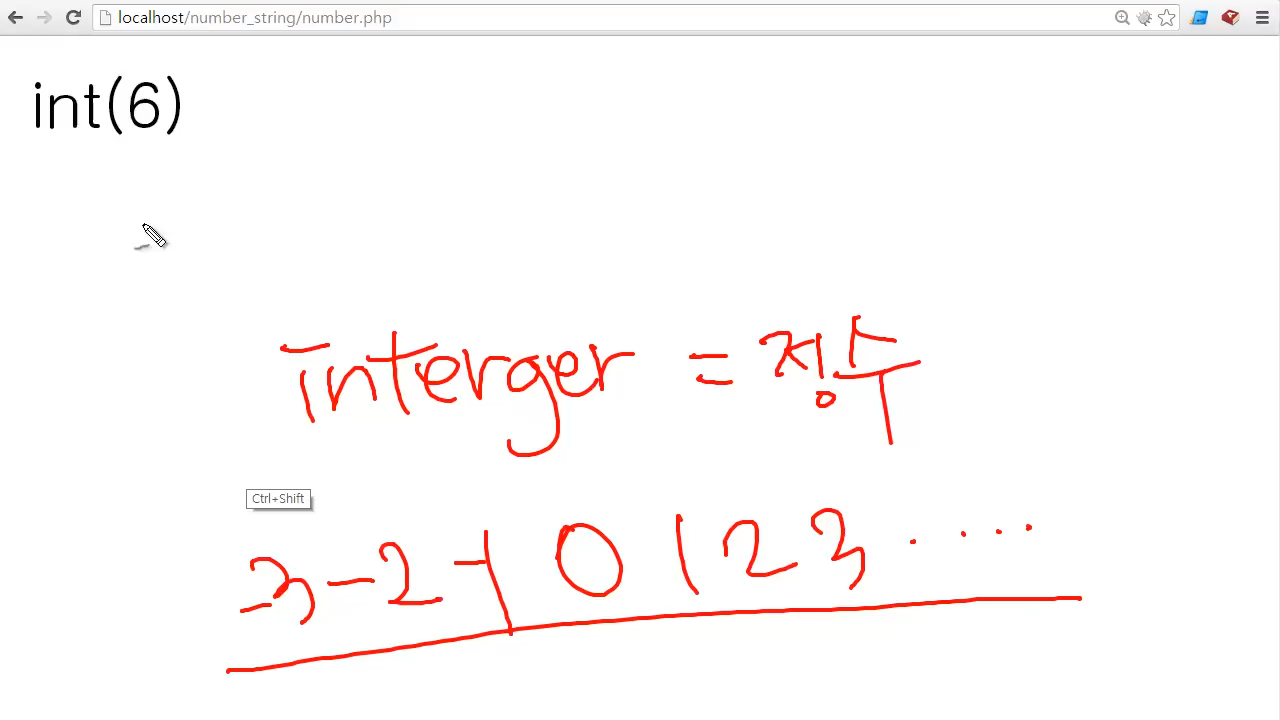 localhost/number_string/number.php
int(6)
interger = 정수
Ctrl+Shift
-3 -2 -1 0 1 2 3 .....